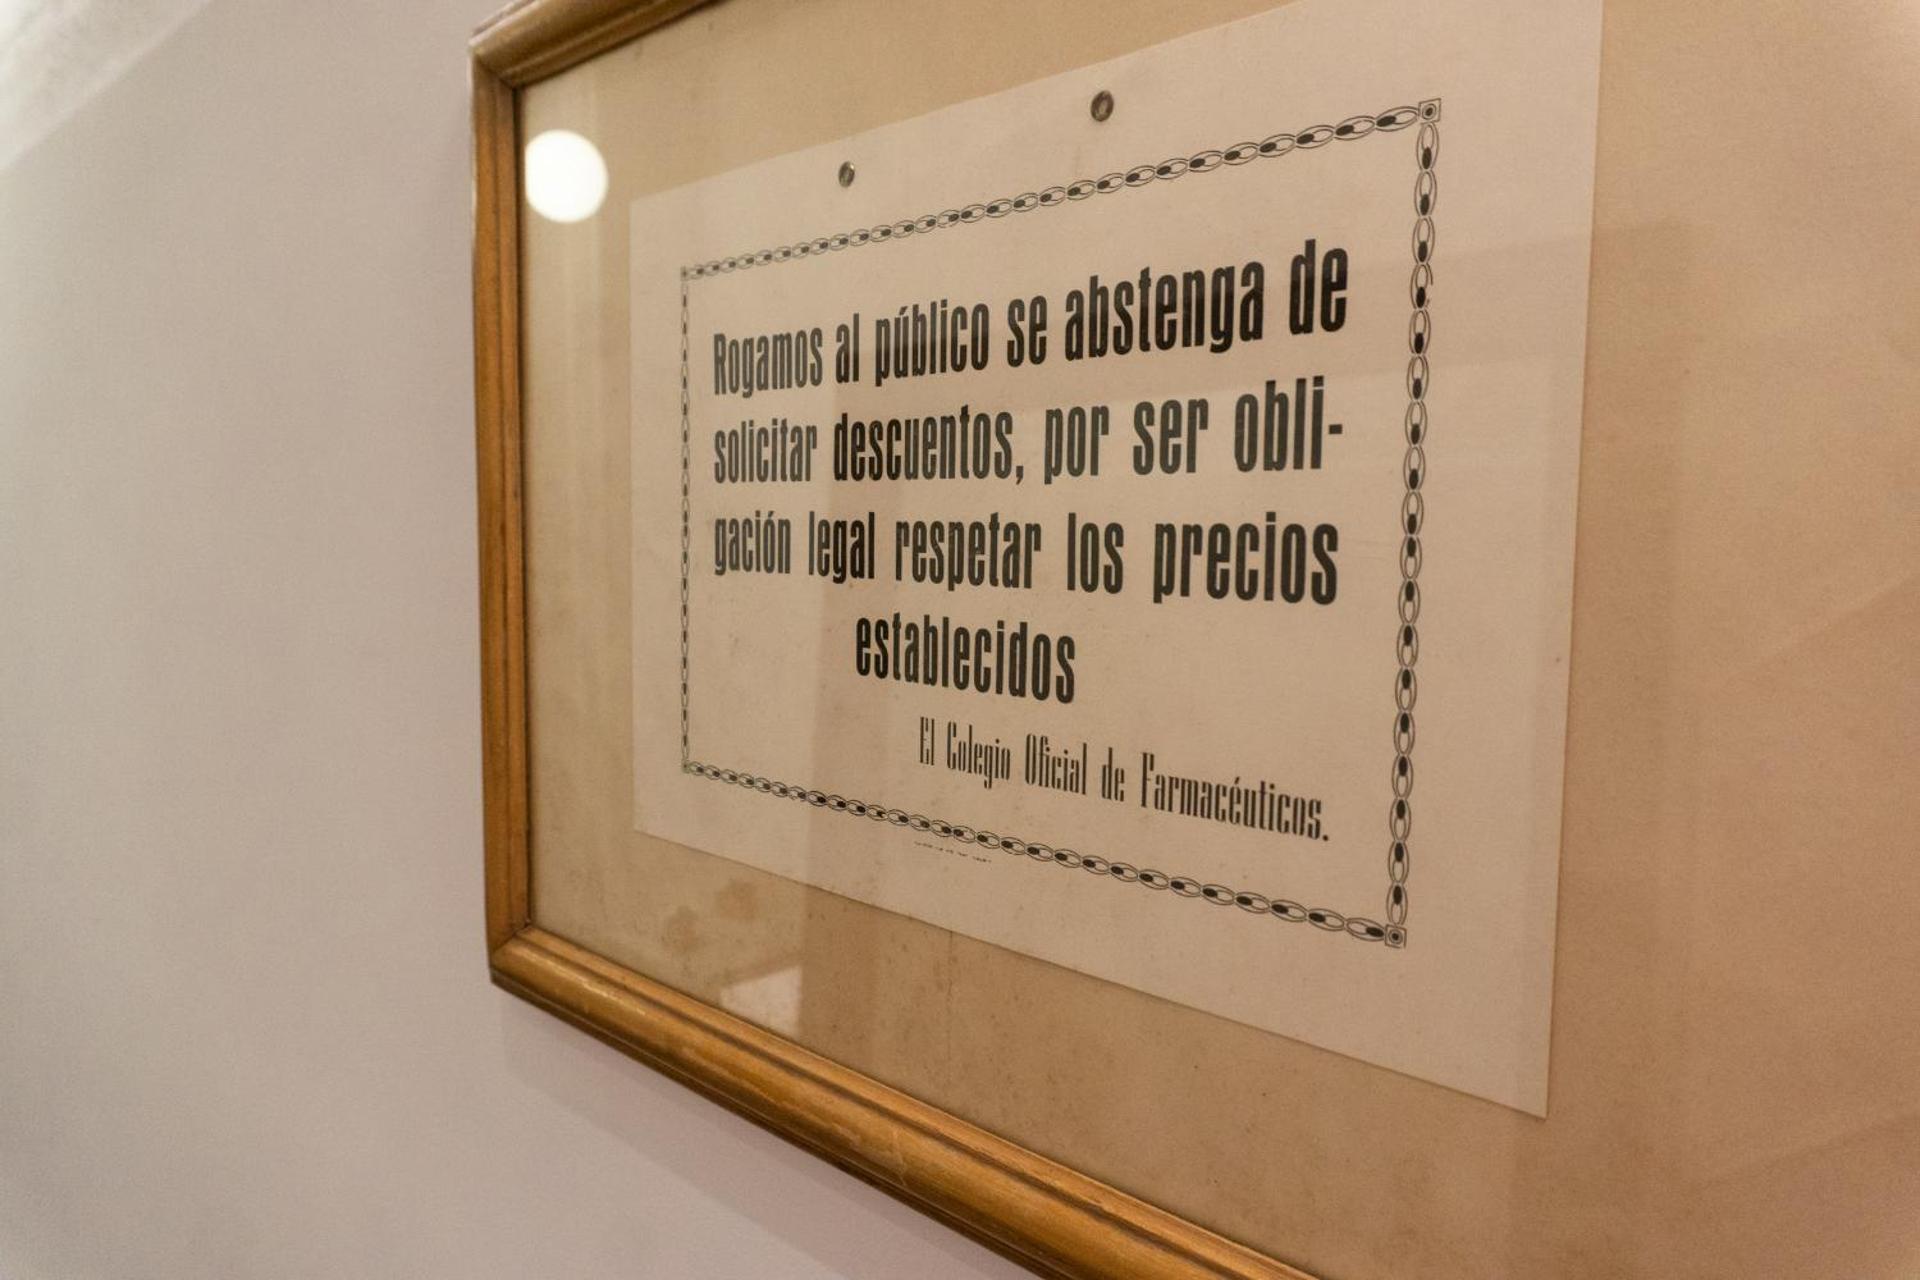 Rogamos al público se abstenga de
solicitar descuentos, por ser obli-
gación legal respetar los precios
establecidos
El Colegio Oficial de Farmacéuticos.